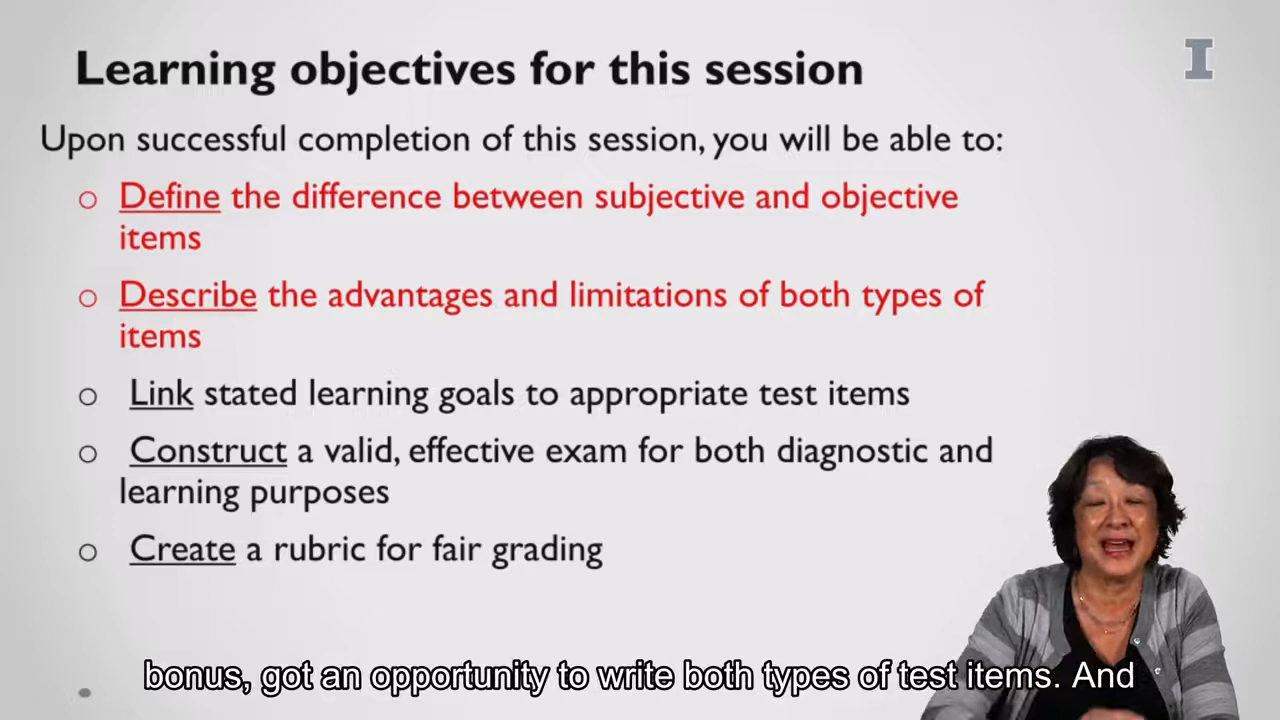 Learning objectives for this session
I
Upon successful completion of this session, you will be able to:
Define the difference between subjective and objective
items
Describe the advantages and limitations of both types of
items
Link stated learning goals to appropriate test items
Construct a valid, effective exam for both diagnostic and
learning purposes
Create a rubric for fair grading
bonus, got an opportunity to write both types of test items. And